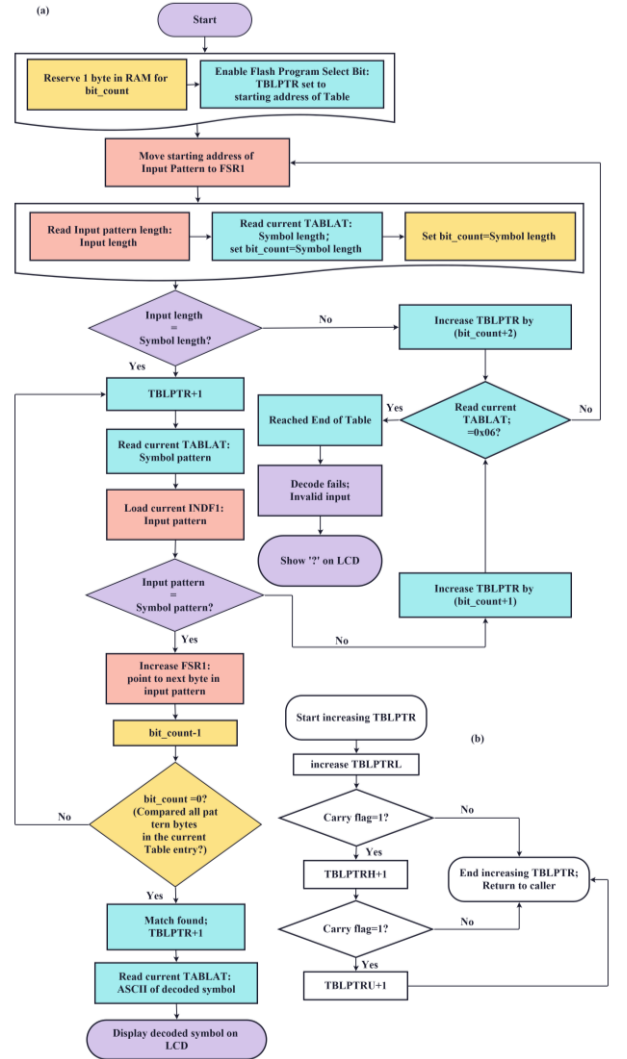 (a)
Start
Reserve 1 byte in RAM for
bit_count
Enable Flash Program Select Bit:
TBLPTR set to
starting address of Table
Move starting address of
Input Pattern to FSR1
Read Input pattern length:
Input length
Read current TABLAT:
Symbol length;
set bit_count=Symbol length
Set bit_count=Symbol length
Input length
=
Symbol length?
No
Increase TBLPTR by
(bit_count+2)
Yes
TBLPTR+1
Read current
TABLAT;
=0x06?
No
Yes
Reached End of Table
Decode fails;
Invalid input
Show '?' on LCD
Read current TABLAT:
Symbol pattern
Load current INDF1:
Input pattern
Input pattern
=
Symbol pattern?
No
Increase TBLPTR by
(bit_count+1)
Yes
Increase FSR1:
point to next byte in
input pattern
bit_count-1
bit_count =0?
(Compared all pat
tern bytes
in the current
Table entry?)
No
Yes
Match found;
TBLPTR+1
Read current TABLAT:
ASCII of decoded symbol
Display decoded symbol on
LCD
(b)
Start increasing TBLPTR
increase TBLPTRL
Carry flag=1?
No
Yes
TBLPTRH+1
End increasing TBLPTR;
Return to caller
Carry flag=1?
No
Yes
TBLPTRU+1